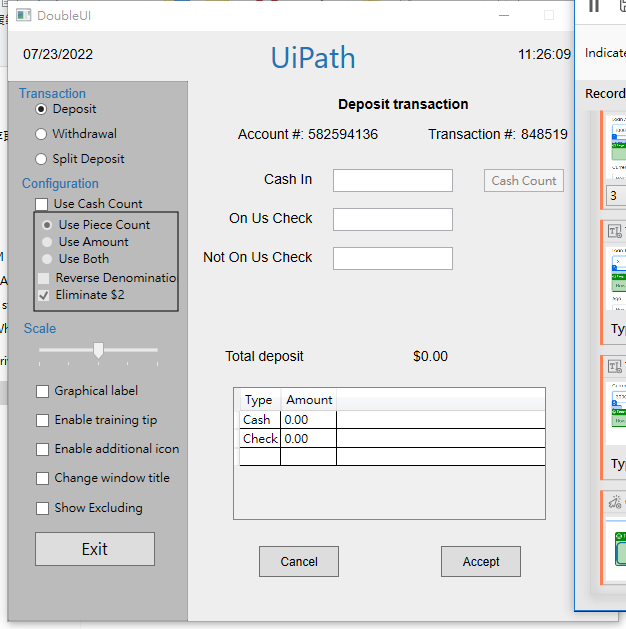 DoubleUI
07/23/2022
UiPath
11:26:09
Indicate
Transaction
Deposit
Withdrawal
Split Deposit
Configuration
Use Cash Count
Use Piece Count
Use Amount
Use Both
Reverse Denominatio
Eliminate $2
Scale
Graphical label
Enable training tip
Enable additional icon
Change window title
Show Excluding
Exit
Deposit transaction
Account #: 582594136 Transaction #: 848519
Cash In
Cash Count
On Us Check
Not On Us Check
Total deposit $0.00
Type Amount
Cash 0.00
Check 0.00
Cancel
Accept
Record
3
Ty
Ty